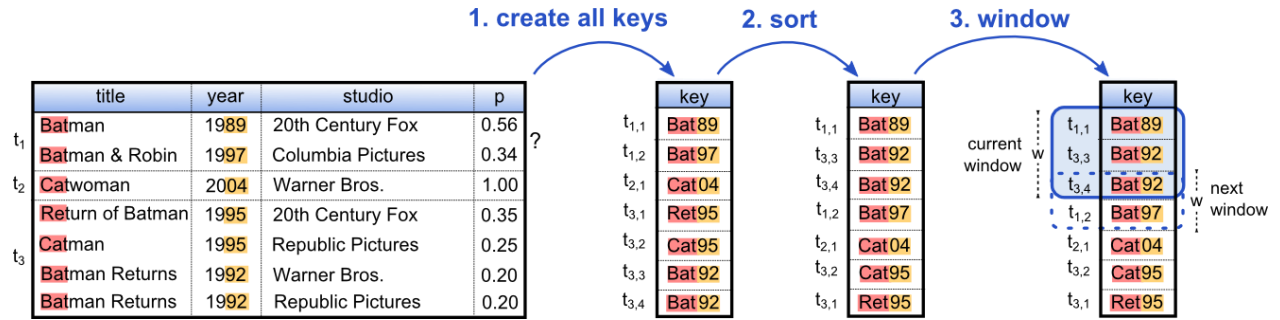 1. create all keys 2. sort 3. window
title year studio p
t1 Batman 1989 20th Century Fox 0.56 ?
Batman & Robin 1997 Columbia Pictures 0.34
t2 Catwoman 2004 Warner Bros. 1.00
Return of Batman 1995 20th Century Fox 0.35
t3 Catman 1995 Republic Pictures 0.25
Batman Returns 1992 Warner Bros. 0.20
Batman Returns 1992 Republic Pictures 0.20
key
t1,1 Bat89
t1,2 Bat97
t2,1 Cat04
t3,1 Ret95
t3,2 Cat95
t3,3 Bat92
t3,4 Bat92
key
t1,1 Bat89
t3,3 Bat92
t3,4 Bat92
t1,2 Bat97
t2,1 Cat04
t3,2 Cat95
t3,1 Ret95
key
t1,1 Bat89
t3,3 Bat92
t3,4 Bat92
t1,2 Bat97
t2,1 Cat04
t3,2 Cat95
t3,1 Ret95
current
window
w
w
next
window